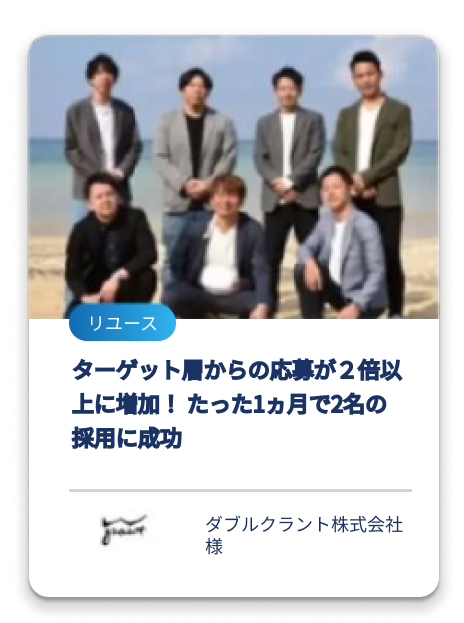 リユース
ターゲット層からの応募が２倍以
上に増加！ たった1ヵ月で2名の
採用に成功
ダブルクラント株式会社
様